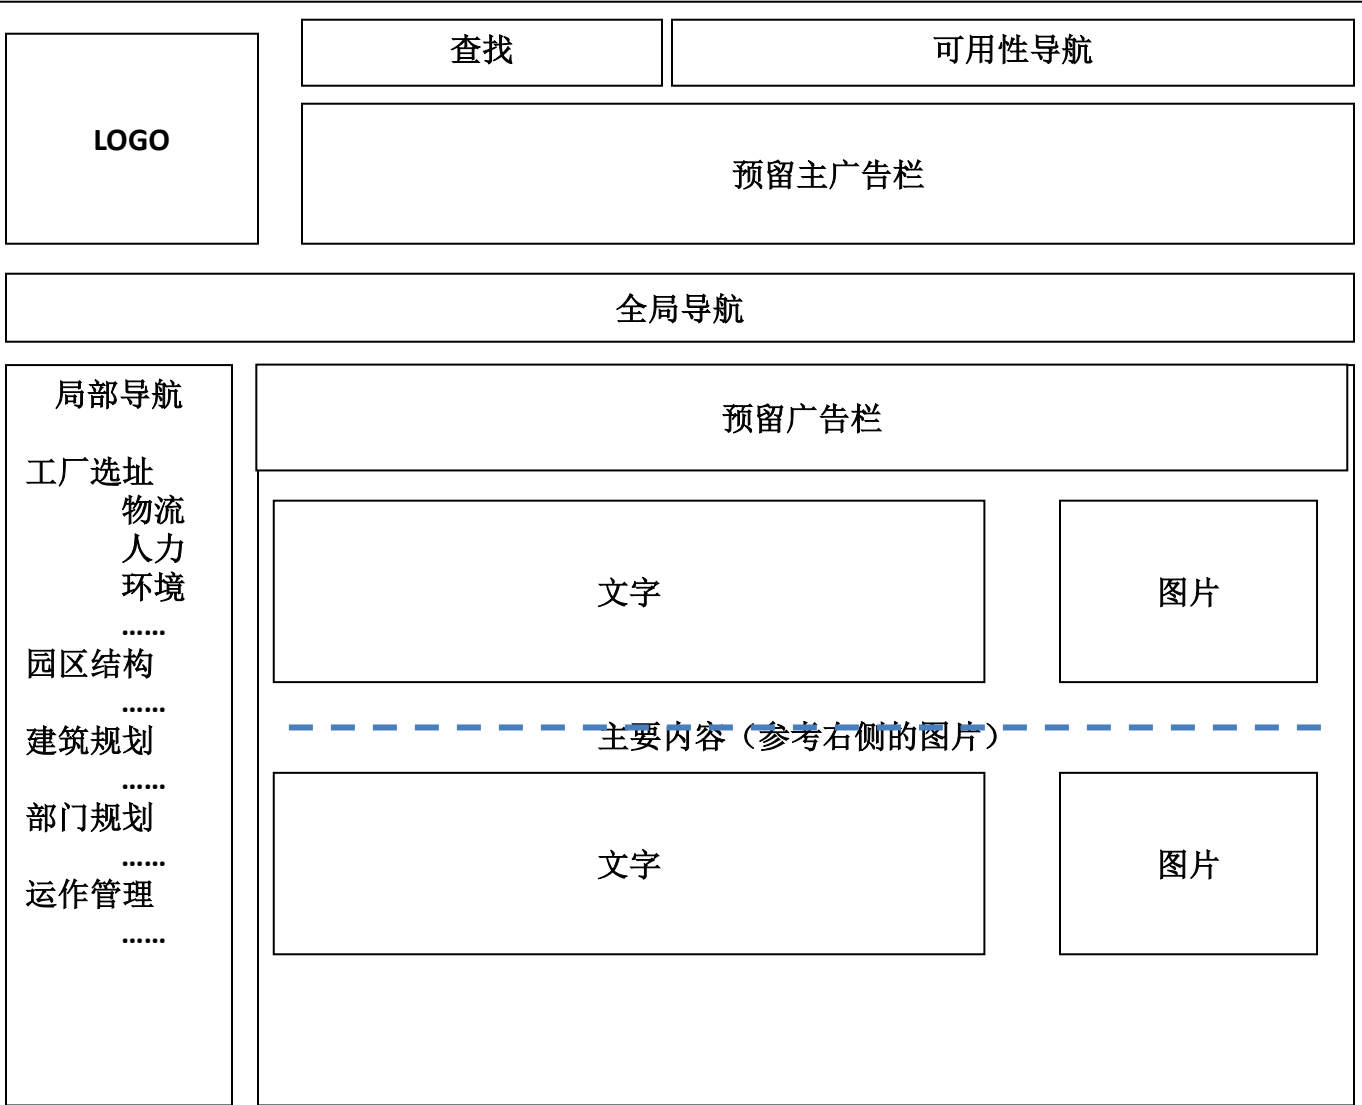 查找
可用性导航
LOGO
预留主广告栏
全局导航
局部导航
工厂选址
物流
人力
环境
……
园区结构
……
建筑规划
……
部门规划
……
运作管理
……
预留广告栏
文字
图片
主要内容（参考右侧的图片）
文字
图片